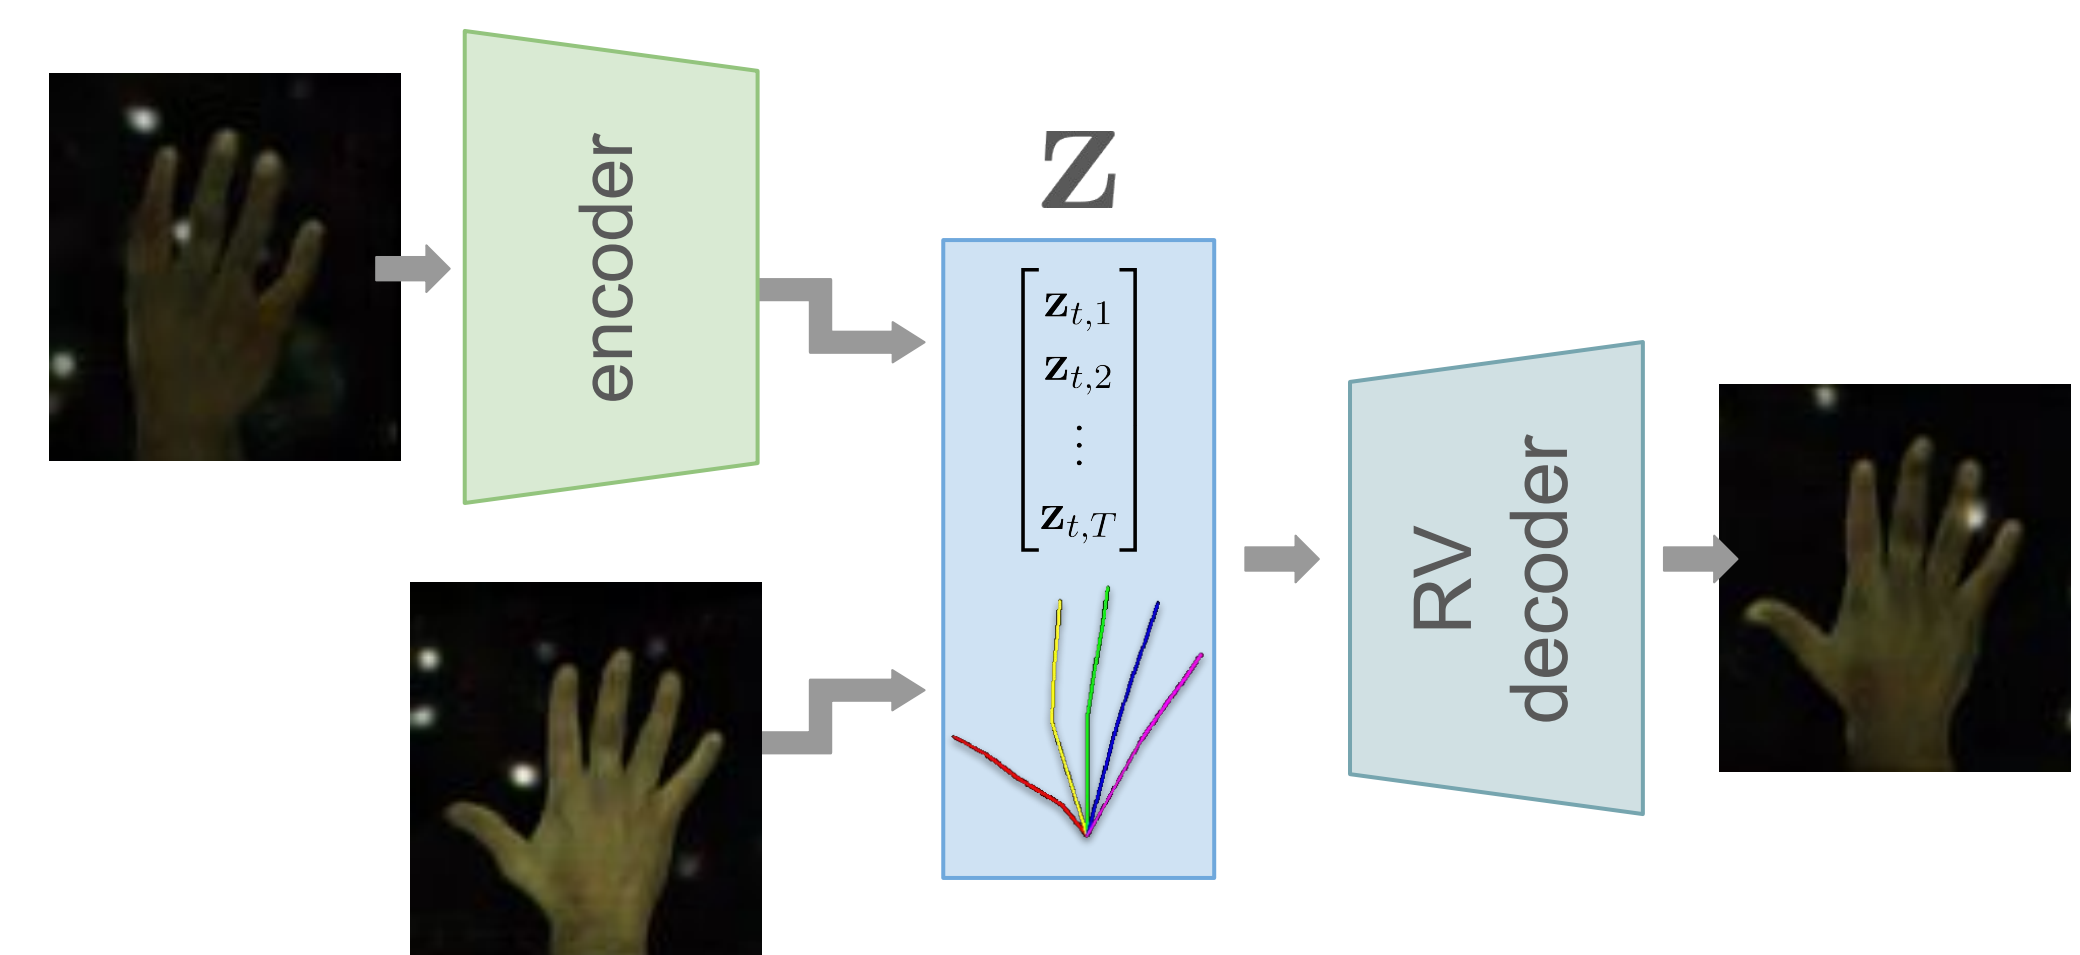 encoder
Z
z_{t,1}
z_{t,2}
⋮
z_{t,T}
RV
decoder